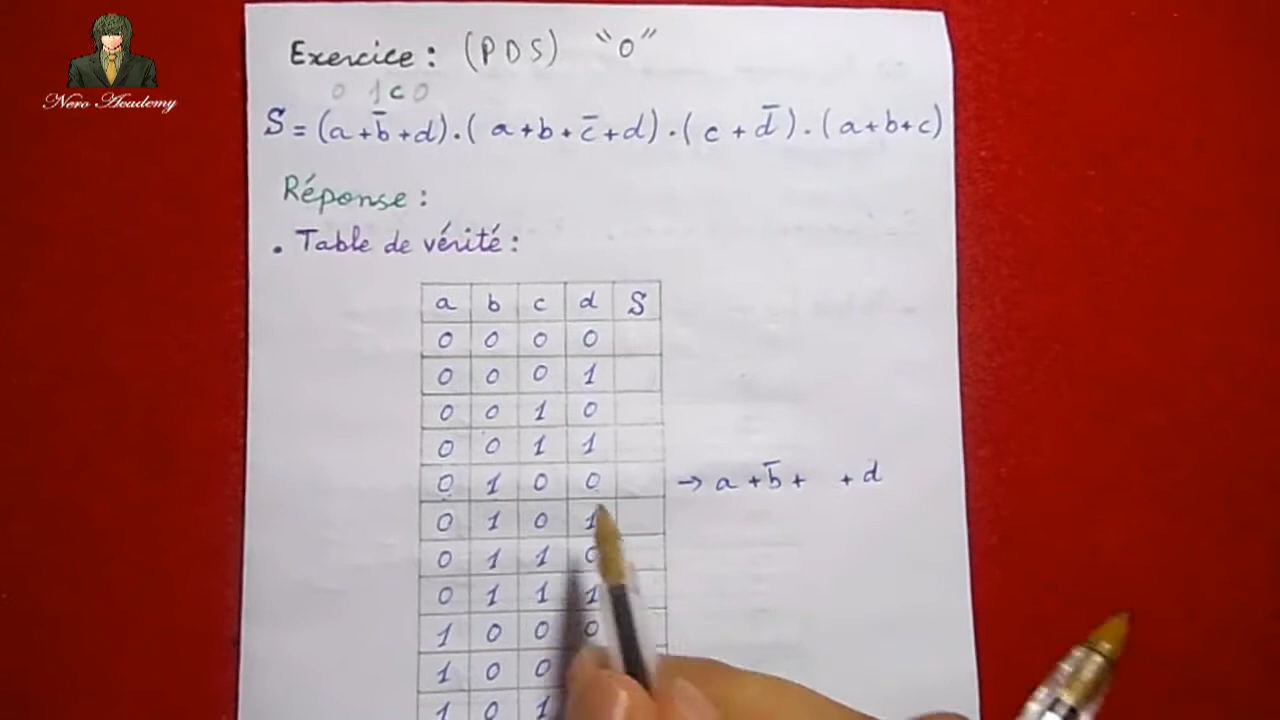 Nero Academy
Exercice : (PDS) "0"
0 1 c 0
S = (a + b̄ + d) . ( a + b + c̄ + d) . ( c + d̄ ) . ( a + b + c)
Réponse :
. Table de vérité :
a b c d S
0 0 0 0
0 0 0 1
0 0 1 0
0 0 1 1
0 1 0 0 → a + b̄ + + d
0 1 0 1
0 1 1 0
0 1 1 1
1 0 0 0
1 0 0
1 0 1